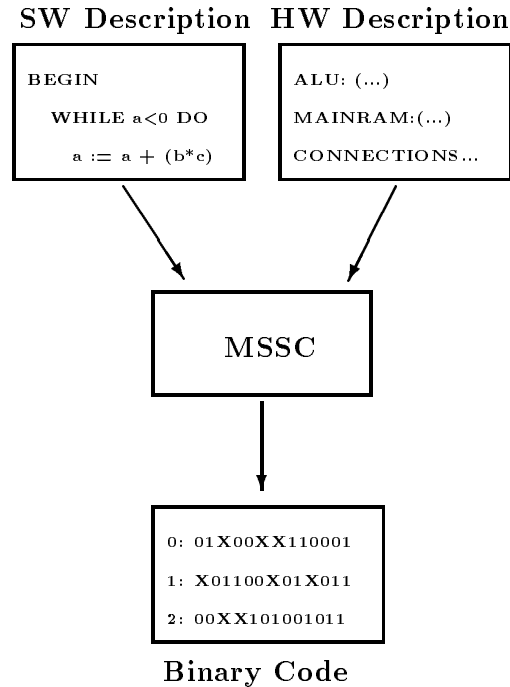 SW Description
HW Description
BEGIN
WHILE a<0 DO
a := a + (b*c)
ALU: (...)
MAINRAM:(...)
CONNECTIONS...
MSSC
0: 01X00XX110001
1: X01100X01X011
2: 00XX101001011
Binary Code